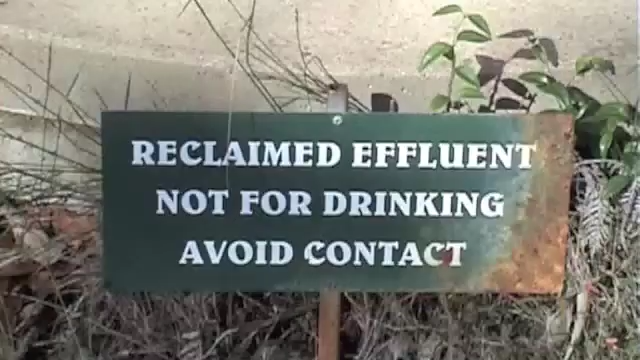 RECLAIMED EFFLUENT
NOT FOR DRINKING
AVOID CONTACT